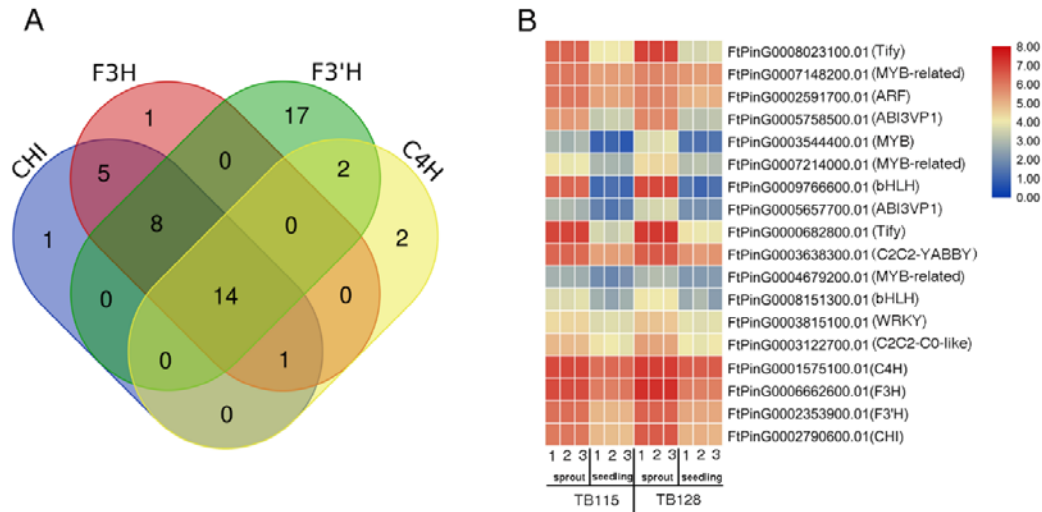 A
F3H
F3'H
CHI
C4H
1
17
5
0
2
8
0
1
2
0
14
0
0
1
0
B
FtPinG0008023100.01(Tify)
FtPinG0007148200.01(MYB-related)
FtPinG0002591700.01(ARF)
FtPinG0005758500.01(ABI3VP1)
FtPinG0003544400.01(MYB)
FtPinG0007214000.01(MYB-related)
FtPinG0009766600.01(bHLH)
FtPinG0005657700.01(ABI3VP1)
FtPinG0000682800.01(Tify)
FtPinG0003638300.01(C2C2-YABBY)
FtPinG0004679200.01(MYB-related)
FtPinG0008151300.01(bHLH)
FtPinG0003815100.01(WRKY)
FtPinG0003122700.01(C2C2-C0-like)
FtPinG0001575100.01(C4H)
FtPinG0006662600.01(F3H)
FtPinG0002353900.01(F3'H)
FtPinG0002790600.01(CHI)
1 2 3 1 2 3 1 2 3 1 2 3
sprout seedling sprout seedling
TB115 TB128
8.00
7.00
6.00
5.00
4.00
3.00
2.00
1.00
0.00